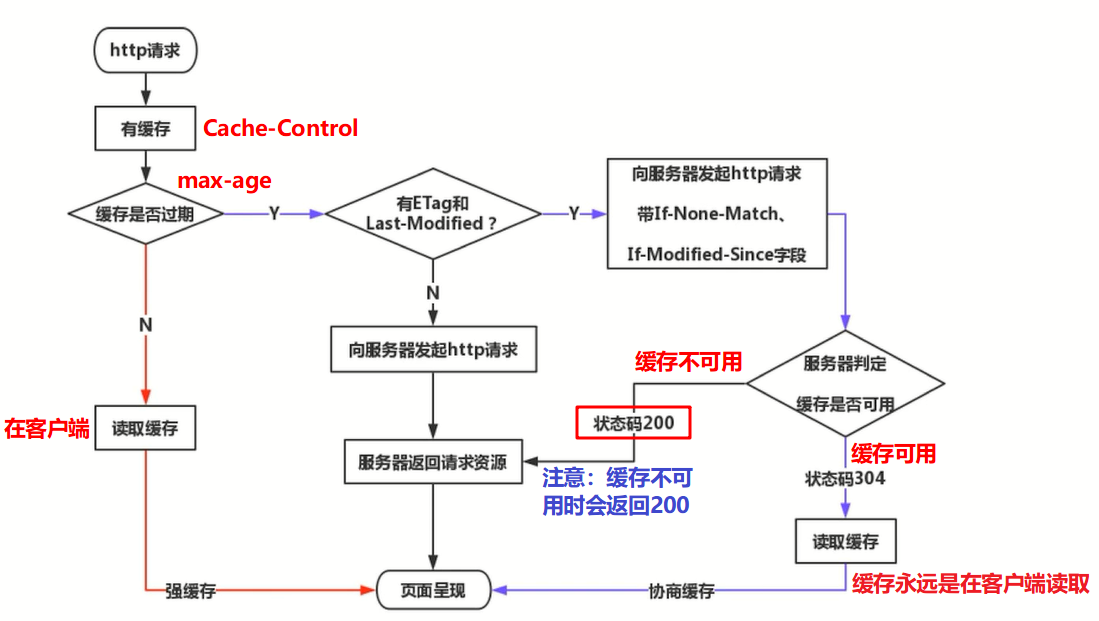 http请求
有缓存
Cache-Control
max-age
缓存是否过期
Y
有ETag和
Last-Modified？
Y
向服务器发起http请求
带If-None-Match、
If-Modified-Since字段
N
N
向服务器发起http请求
缓存不可用
服务器判定
缓存是否可用
在客户端
读取缓存
状态码200
服务器返回请求资源
注意：缓存不可
用时会返回200
缓存可用
状态码304
读取缓存
强缓存
页面呈现
协商缓存
缓存永远是在客户端读取